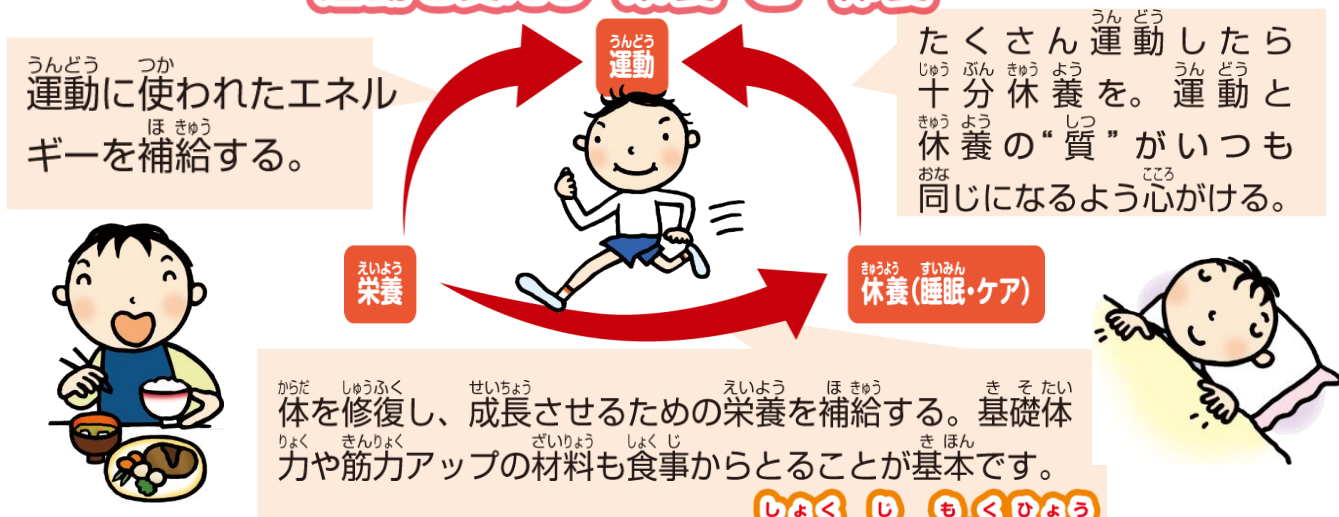 運動に使われたエネル
ギーを補給する。
運動
たくさん運動したら
十分休養を。運動と
休養の“質”がいつも
同じになるよう心がける。
栄養
休養(睡眠・ケア)
体を修復し、成長させるための栄養を補給する。基礎体
力や筋力アップの材料も食事からとることが基本です。
しょくじもくひょう